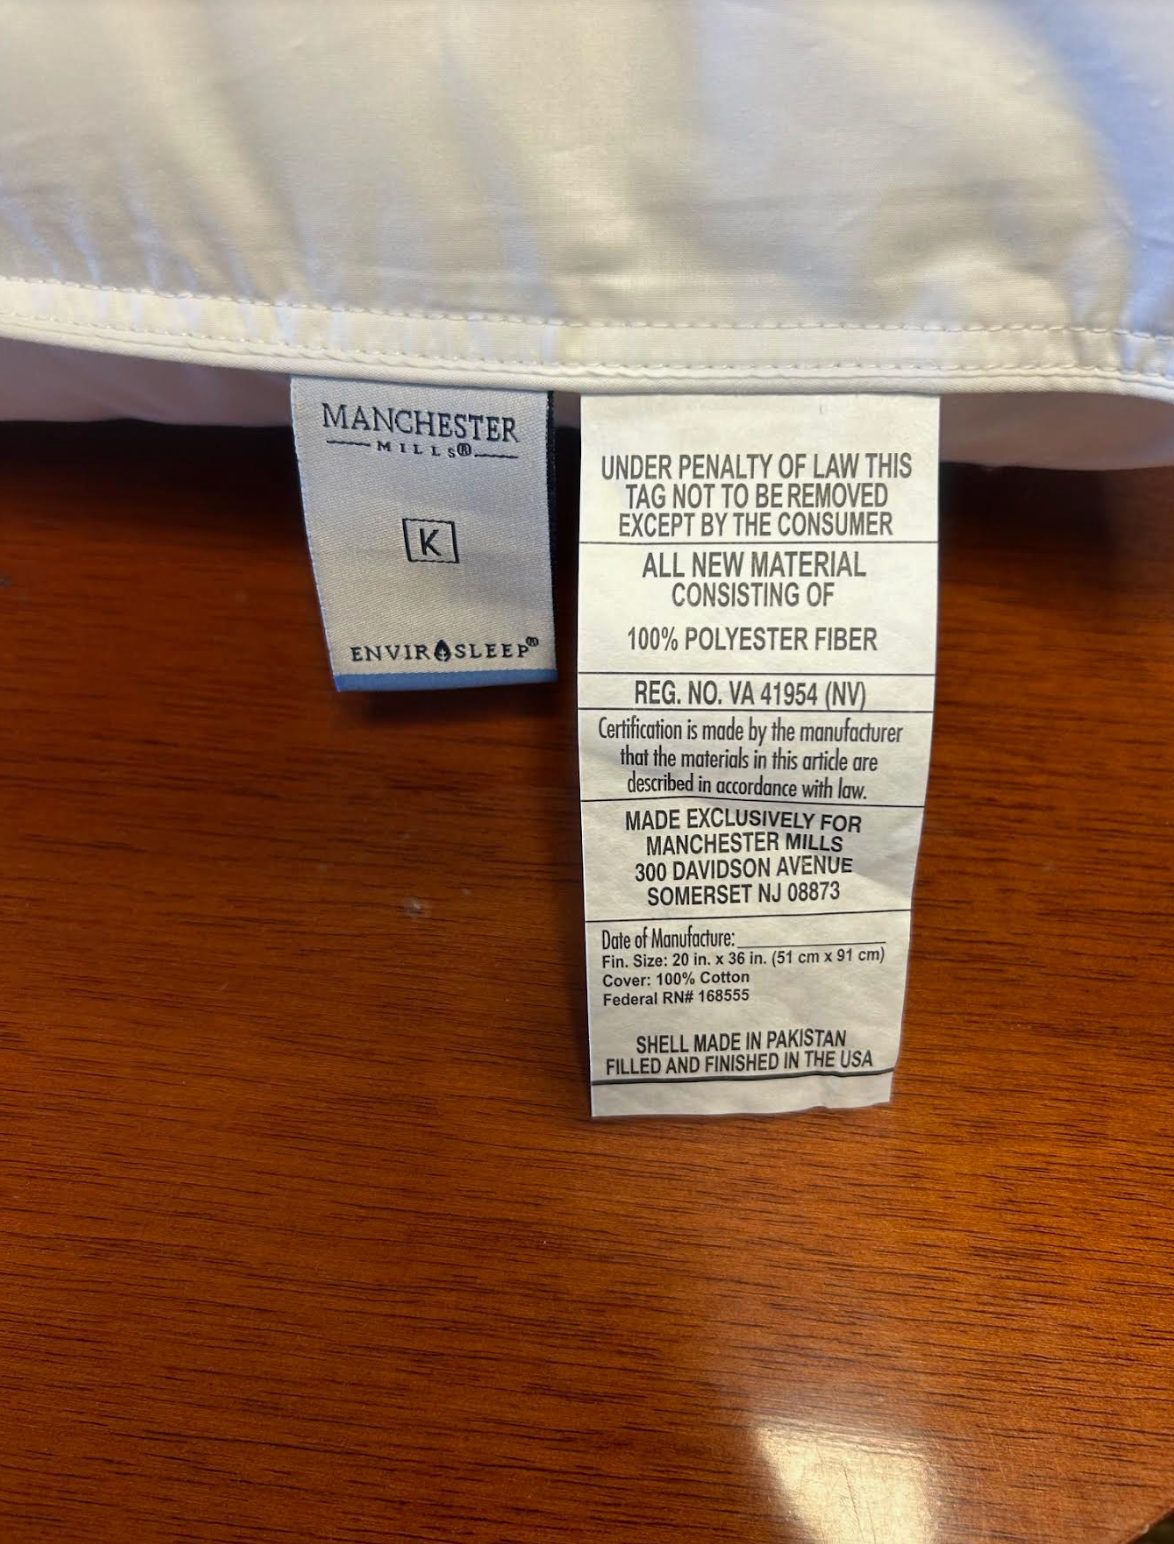 MANCHESTER
MILLS®
K
ENVIROSLEEP®
UNDER PENALTY OF LAW THIS
TAG NOT TO BE REMOVED
EXCEPT BY THE CONSUMER
ALL NEW MATERIAL
CONSISTING OF
100% POLYESTER FIBER
REG. NO. VA 41954 (NV)
Certification is made by the manufacturer
that the materials in this article are
described in accordance with law.
MADE EXCLUSIVELY FOR
MANCHESTER MILLS
300 DAVIDSON AVENUE
SOMERSET NJ 08873
Date of Manufacture:
Fin. Size: 20 in. x 36 in. (51 cm x 91 cm)
Cover: 100% Cotton
Federal RN# 168555
SHELL MADE IN PAKISTAN
FILLED AND FINISHED IN THE USA